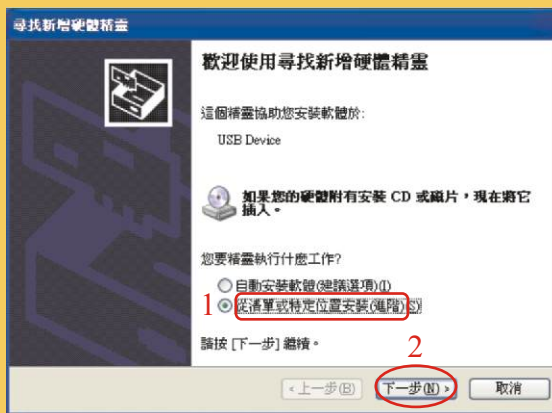 尋找新增硬體精靈
歡迎使用尋找新增硬體精靈
這個精靈協助您安裝軟體於:
USB Device
如果您的硬體附有安裝 CD 或磁片，現在將它
插入。
您要精靈執行什麼工作?
自動安裝軟體(建議選項)(I)
1 從清單或特定位置安裝(進階)(S)
請按 [下一步] 繼續。
2
<上一步(B) 下一步(N)> 取消